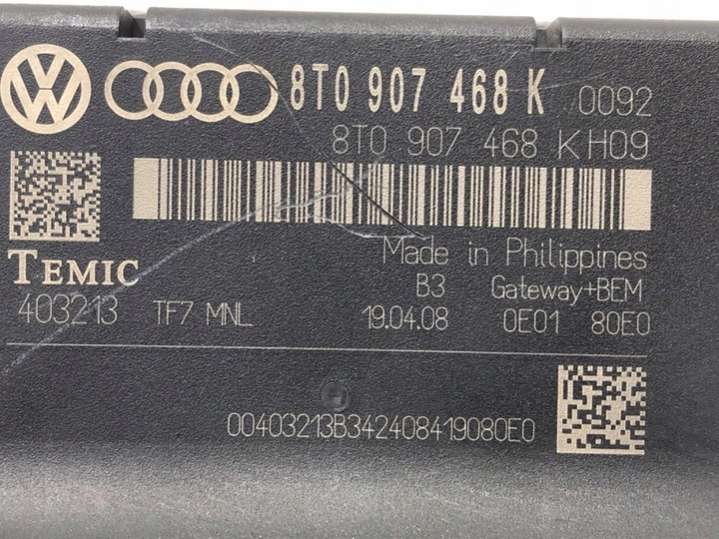 8T0 907 468 K 0092
8T0 907 468 K H09
Made in Philippines
TEMIC B3 Gateway+BEM
403213 TF7 MNL 19.04.08 0E01 80E0
00403213B342408419080E0